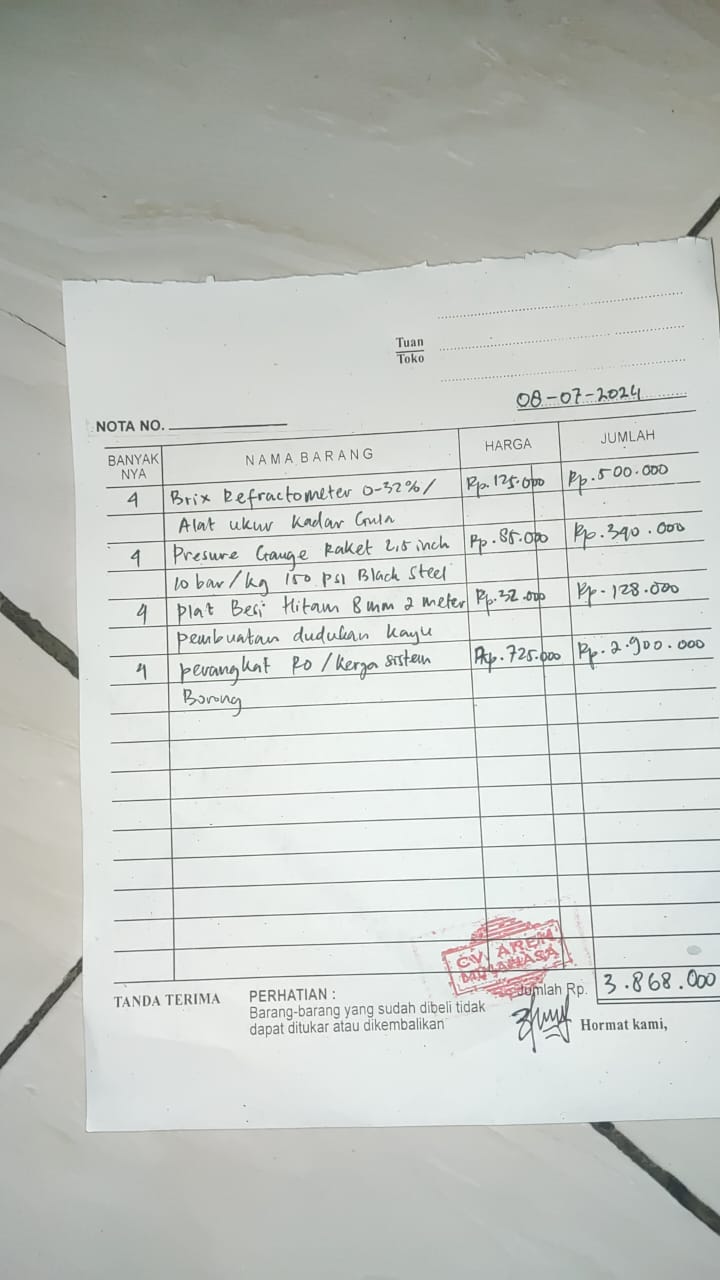 Tuan
Toko
08-07-2024
NOTA NO.
BANYAK NYA NAMA BARANG HARGA JUMLAH
4 Brix Refractometer 0-32%/ Rp. 125.000 Rp. 500.000
Alat ukur Kadar Gula
4 Presure Gauge Raket 2,5 inch Rp. 85.000 Rp. 340.000
10 bar/kg 150 psi Black Steel
4 Plat Besi Hitam 8 mm 2 meter Rp. 32.000 Rp. 128.000
pembuatan dudukan kayu
4 perangkat RO / kerja sistem Rp. 725.000 Rp. 2.900.000
Borong
CV. AREN
MINAHASA
Jumlah Rp. 3.868.000
TANDA TERIMA
PERHATIAN :
Barang-barang yang sudah dibeli tidak
dapat ditukar atau dikembalikan
Hormat kami,